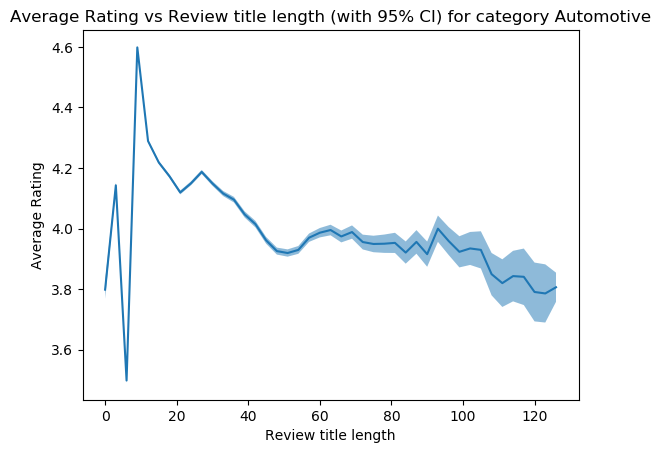 Average Rating vs Review title length (with 95% CI) for category Automotive
4.6
4.4
4.2
4.0
3.8
3.6
Average Rating
0 20 40 60 80 100 120
Review title length